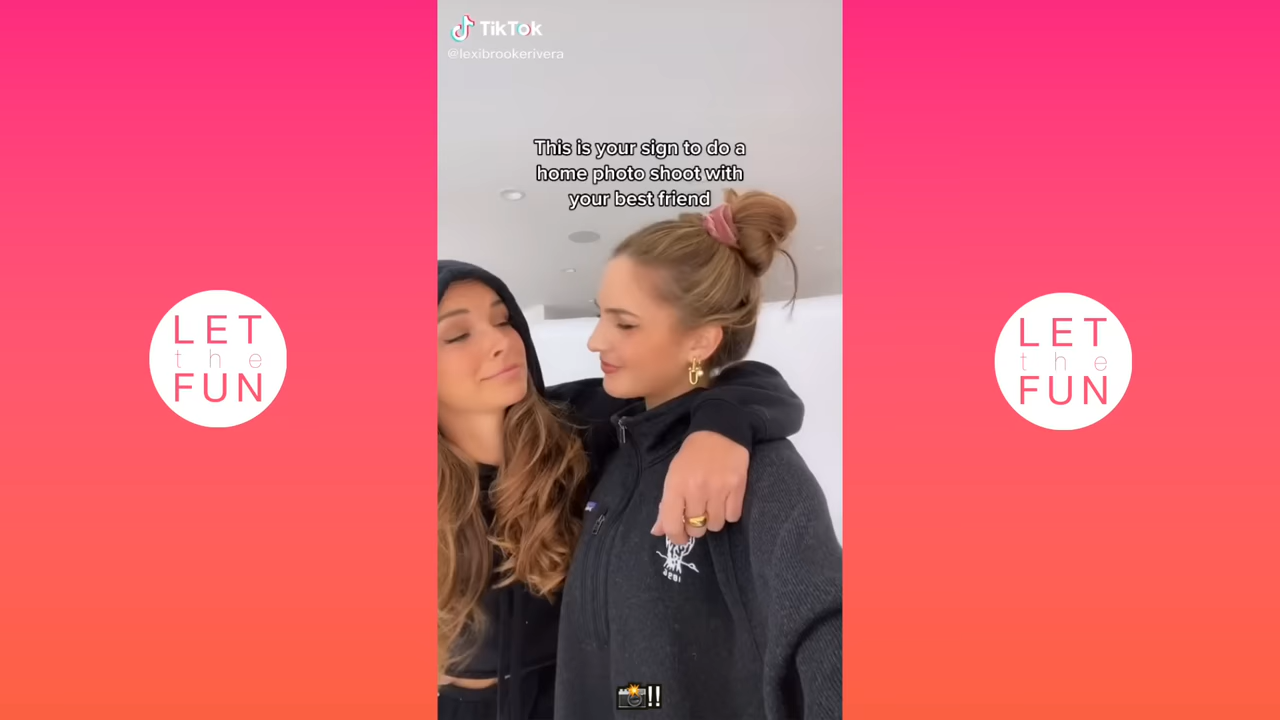 TikTok
@lexibrookerivera
This is your sign to do a
home photo shoot with
your best friend
LET
the
FUN
LET
the
FUN
!!